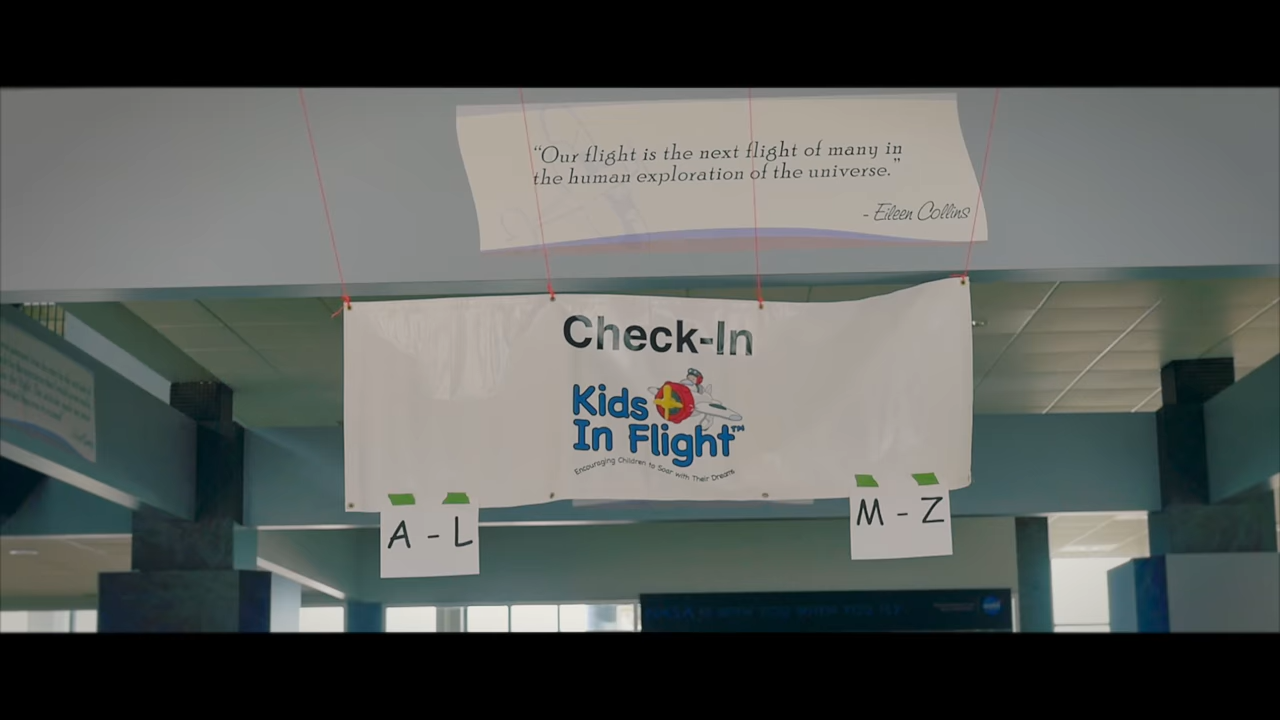 “Our flight is the next flight of many in
the human exploration of the universe.”
- Eileen Collins
Check-In
Kids
In Flight™
Encouraging Children to Soar with Their Dreams
A - L
M - Z
NASA